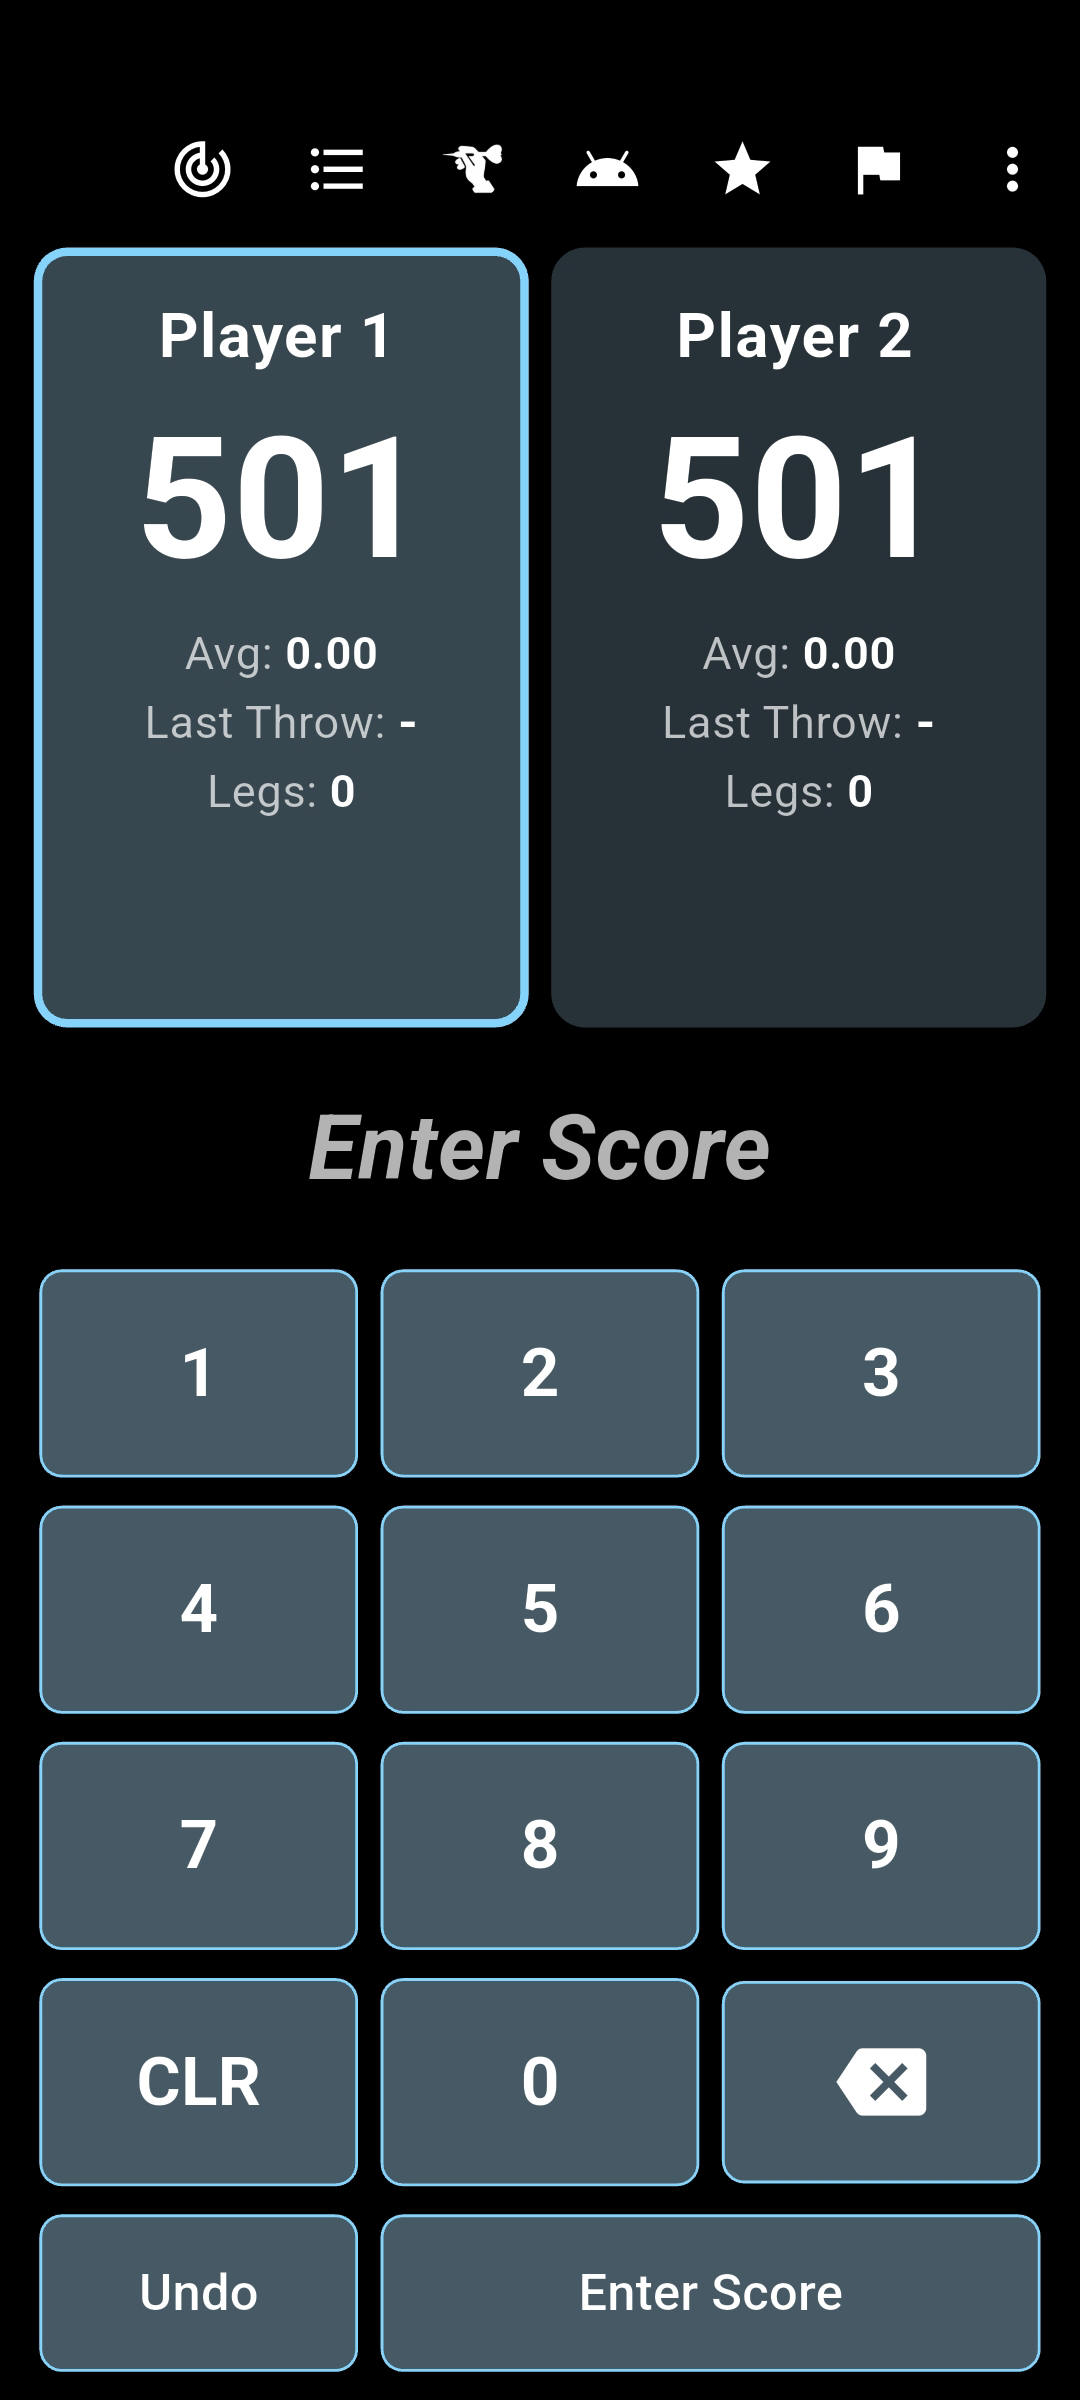 Player 1
501
Avg: 0.00
Last Throw: -
Legs: 0
Player 2
501
Avg: 0.00
Last Throw: -
Legs: 0
Enter Score
1 2 3
4 5 6
7 8 9
CLR 0
Undo Enter Score